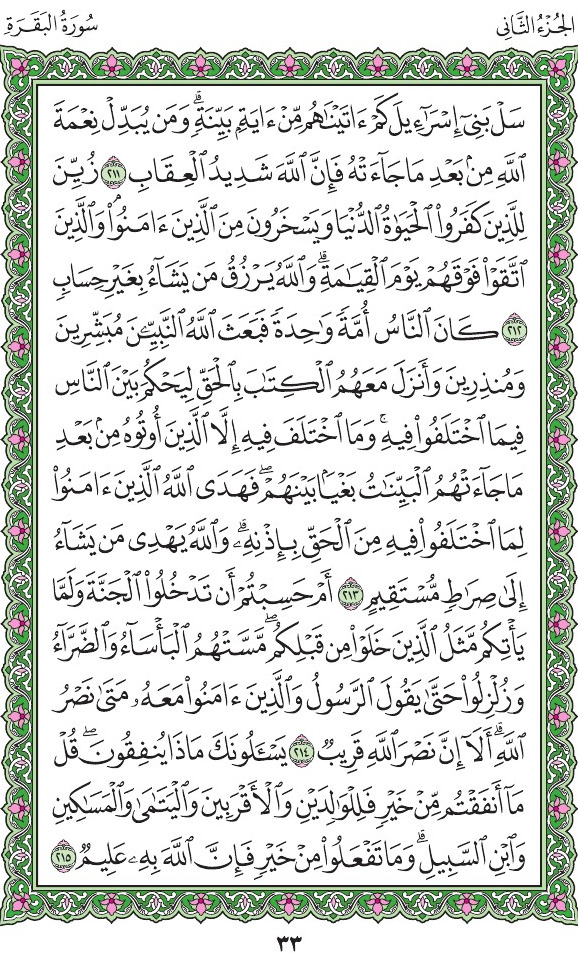 الجُزْءُ الثَّانِي
سُورَةُ البَقَرَةِ
سَلْ بَنِىٓ إِسْرَٰٓءِيلَ كَمْ ءَاتَيْنَٰهُم مِّنْ ءَايَةٍۭ بَيِّنَةٍۗ وَمَن يُبَدِّلْ نِعْمَةَ
ٱللَّهِ مِنۢ بَعْدِ مَا جَآءَتْهُ فَإِنَّ ٱللَّهَ شَدِيدُ ٱلْعِقَابِ ٢١١ زُيِّنَ
لِلَّذِينَ كَفَرُوا۟ ٱلْحَيَوٰةُ ٱلدُّنْيَا وَيَسْخَرُونَ مِنَ ٱلَّذِينَ ءَامَنُوا۟ۘ وَٱلَّذِينَ
ٱتَّقَوْا۟ فَوْقَهُمْ يَوْمَ ٱلْقِيَٰمَةِۗ وَٱللَّهُ يَرْزُقُ مَن يَشَآءُ بِغَيْرِ حِسَابٍ
٢١٢ كَانَ ٱلنَّاسُ أُمَّةً وَٰحِدَةً فَبَعَثَ ٱللَّهُ ٱلنَّبِيِّۦنَ مُبَشِّرِينَ
وَمُنذِرِينَ وَأَنزَلَ مَعَهُمُ ٱلْكِتَٰبَ بِٱلْحَقِّ لِيَحْكُمَ بَيْنَ ٱلنَّاسِ
فِيمَا ٱخْتَلَفُوا۟ فِيهِۚ وَمَا ٱخْتَلَفَ فِيهِ إِلَّا ٱلَّذِينَ أُوتُوهُ مِنۢ بَعْدِ
مَا جَآءَتْهُمُ ٱلْبَيِّنَٰتُ بَغْيًۢا بَيْنَهُمْۖ فَهَدَى ٱللَّهُ ٱلَّذِينَ ءَامَنُوا۟
لِمَا ٱخْتَلَفُوا۟ فِيهِ مِنَ ٱلْحَقِّ بِإِذْنِهِۦۗ وَٱللَّهُ يَهْدِى مَن يَشَآءُ
إِلَىٰ صِرَٰطٍ مُّسْتَقِيمٍ ٢١٣ أَمْ حَسِبْتُمْ أَن تَدْخُلُوا۟ ٱلْجَنَّةَ وَلَمَّا
يَأْتِكُم مَّثَلُ ٱلَّذِينَ خَلَوْا۟ مِن قَبْلِكُمۖ مَّسَّتْهُمُ ٱلْبَأْسَآءُ وَٱلضَّرَّآءُ
وَزُلْزِلُوا۟ حَتَّىٰ يَقُولَ ٱلرَّسُولُ وَٱلَّذِينَ ءَامَنُوا۟ مَعَهُۥ مَتَىٰ نَصْرُ
ٱللَّهِۗ أَلَآ إِنَّ نَصْرَ ٱللَّهِ قَرِيبٌ ٢١٤ يَسْـَٔلُونَكَ مَاذَا يُنفِقُونَۖ قُلْ
مَآ أَنفَقْتُم مِّنْ خَيْرٍ فَلِلْوَٰلِدَيْنِ وَٱلْأَقْرَبِينَ وَٱلْيَتَٰمَىٰ وَٱلْمَسَٰكِينِ
وَٱبْنِ ٱلسَّبِيلِۗ وَمَا تَفْعَلُوا۟ مِنْ خَيْرٍ فَإِنَّ ٱللَّهَ بِهِۦ عَلِيمٌ ٢١٥
٣٣